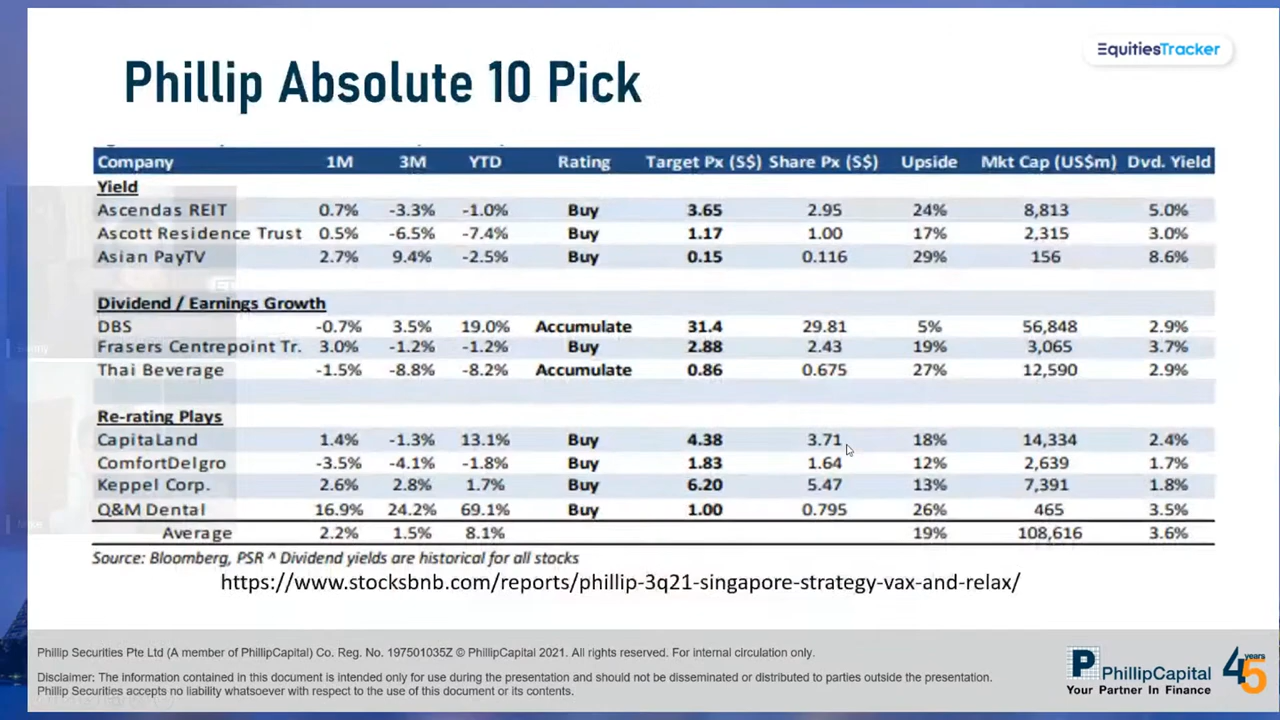 EquitiesTracker
Phillip Absolute 10 Pick
Company 1M 3M YTD Rating Target Px (S$) Share Px (S$) Upside Mkt Cap (US$m) Dvd. Yield
Yield
Ascendas REIT 0.7% -3.3% -1.0% Buy 3.65 2.95 24% 8,813 5.0%
Ascott Residence Trust 0.5% -6.5% -7.4% Buy 1.17 1.00 17% 2,315 3.0%
Asian PayTV 2.7% 9.4% -2.5% Buy 0.15 0.116 29% 156 8.6%
Dividend / Earnings Growth
DBS -0.7% 3.5% 19.0% Accumulate 31.4 29.81 5% 56,848 2.9%
Frasers Centrepoint Tr. 3.0% -1.2% -1.2% Buy 2.88 2.43 19% 3,065 3.7%
Thai Beverage -1.5% -8.8% -8.2% Accumulate 0.86 0.675 27% 12,590 2.9%
Re-rating Plays
CapitaLand 1.4% -1.3% 13.1% Buy 4.38 3.71 18% 14,334 2.4%
ComfortDelgro -3.5% -4.1% -1.8% Buy 1.83 1.64 12% 2,639 1.7%
Keppel Corp. 2.6% 2.8% 1.7% Buy 6.20 5.47 13% 7,391 1.8%
Q&M Dental 16.9% 24.2% 69.1% Buy 1.00 0.795 26% 465 3.5%
Average 2.2% 1.5% 8.1% 19% 108,616 3.6%
Source: Bloomberg, PSR ^ Dividend yields are historical for all stocks
https://www.stocksbnb.com/reports/phillip-3q21-singapore-strategy-vax-and-relax/
Phillip Securities Pte Ltd (A member of PhillipCapital) Co. Reg. No. 197501035Z © PhillipCapital 2021. All rights reserved. For internal circulation only.
Disclaimer: The information contained in this document is intended only for use during the presentation and should not be disseminated or distributed to parties outside the presentation.
Phillip Securities accepts no liability whatsoever with respect to the use of this document or its contents.
PhillipCapital
Your Partner In Finance
45 years